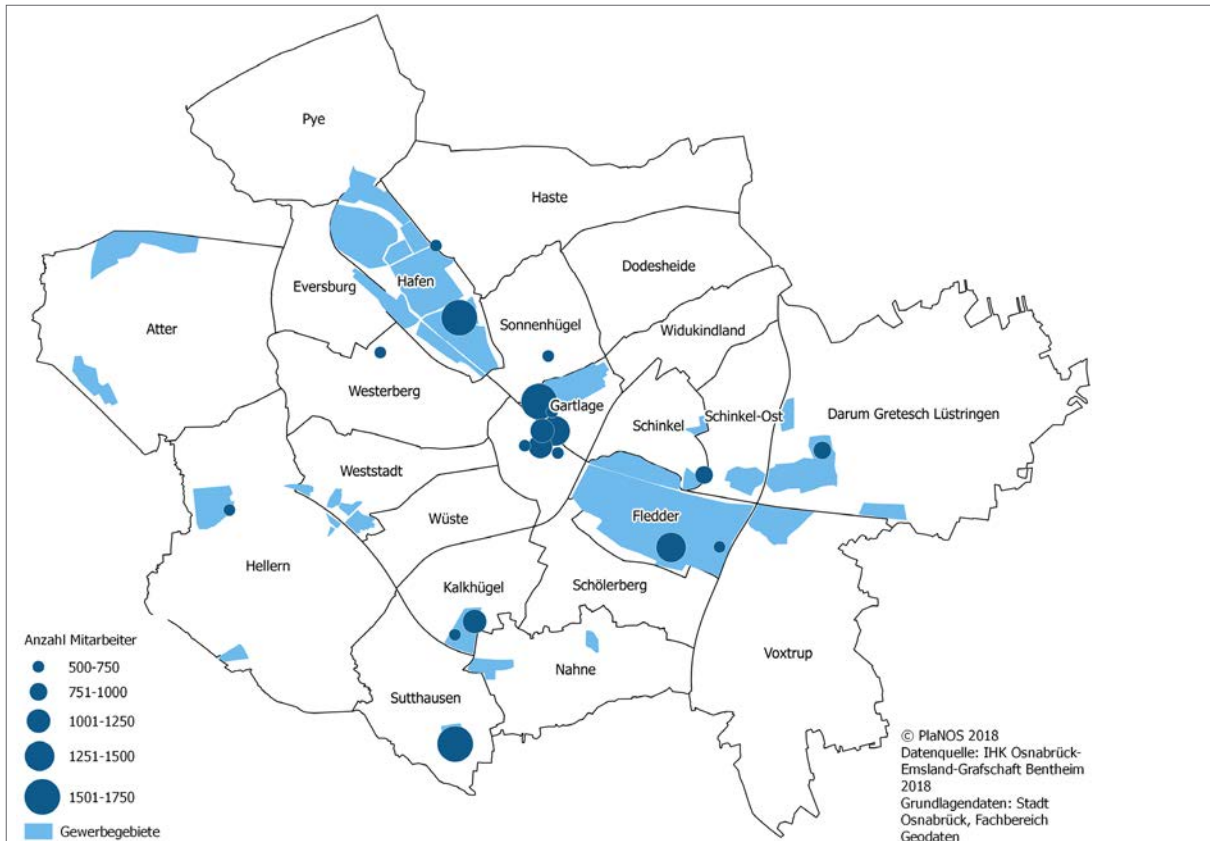 Pye
Haste
Dodesheide
Hafen
Eversburg
Sonnenhügel
Atter
Widukindland
Westerberg
Gartlage
Schinkel
Schinkel-Ost
Darum Gretesch Lüstringen
Weststadt
Wüste
Fledder
Hellern
Kalkhügel
Schölerberg
Voxtrup
Nahne
Sutthausen
Anzahl Mitarbeiter
500-750
751-1000
1001-1250
1251-1500
1501-1750
Gewerbegebiete
© PlaNOS 2018
Datenquelle: IHK Osnabrück-
Emsland-Grafschaft Bentheim
2018
Grundlagendaten: Stadt
Osnabrück, Fachbereich
Geodaten